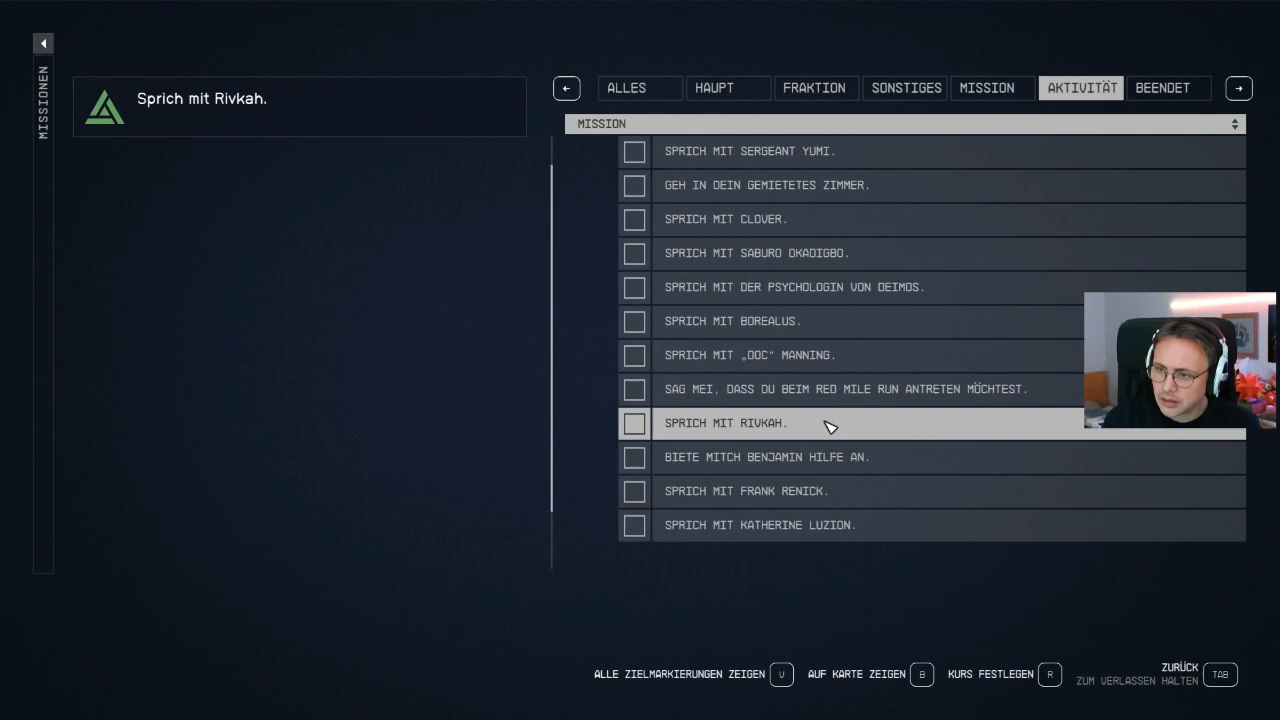 MISSIONEN
Sprich mit Rivkah.
ALLES
HAUPT
FRAKTION
SONSTIGES
MISSION
AKTIVITÄT
BEENDET
MISSION
SPRICH MIT SERGEANT YUMI.
GEH IN DEIN GEMIETETES ZIMMER.
SPRICH MIT CLOVER.
SPRICH MIT SABURO OKADIGBO.
SPRICH MIT DER PSYCHOLOGIN VON DEIMOS.
SPRICH MIT BOREALUS.
SPRICH MIT „DOC“ MANNING.
SAG MEI, DASS DU BEIM RED MILE RUN ANTRETEN MÖCHTEST.
SPRICH MIT RIVKAH.
BIETE MITCH BENJAMIN HILFE AN.
SPRICH MIT FRANK RENICK.
SPRICH MIT KATHERINE LUZION.
ALLE ZIELMARKIERUNGEN ZEIGEN V
AUF KARTE ZEIGEN B
KURS FESTLEGEN R
ZURÜCK
ZUM VERLASSEN HALTEN
TAB